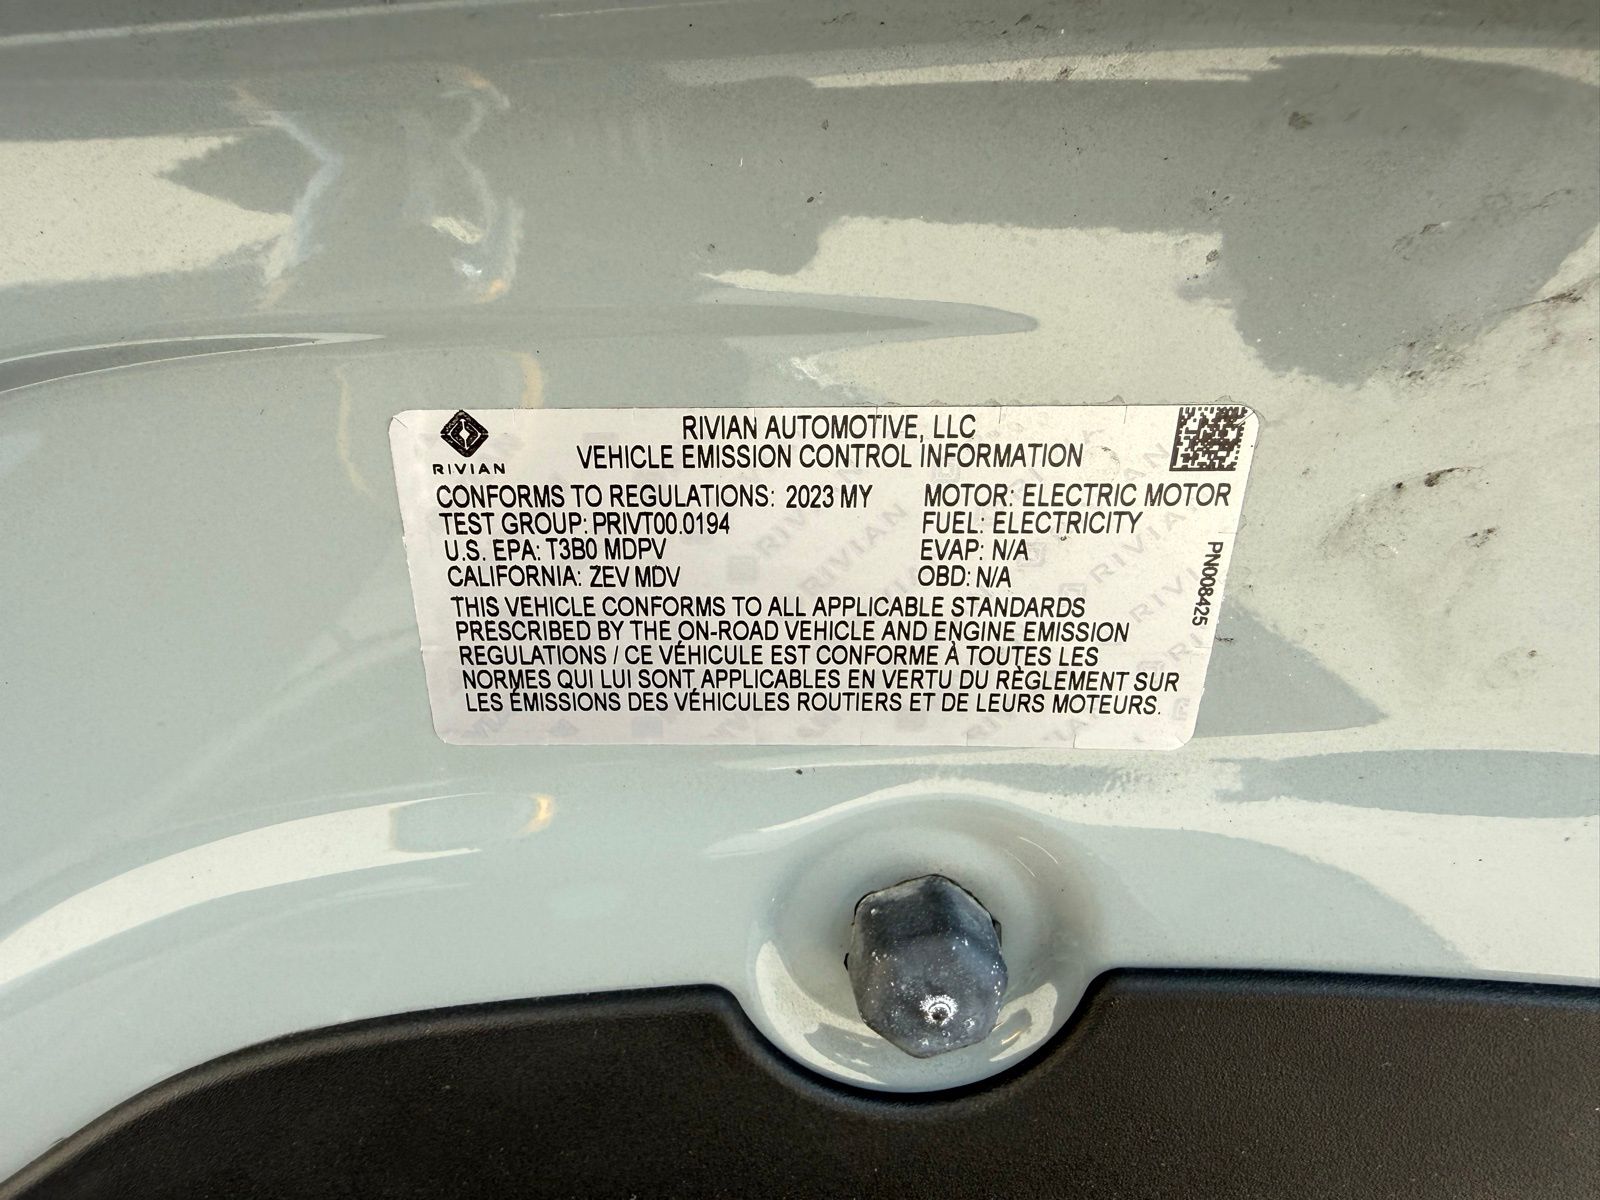 RIVIAN AUTOMOTIVE, LLC
VEHICLE EMISSION CONTROL INFORMATION
RIVIAN
CONFORMS TO REGULATIONS: 2023 MY
MOTOR: ELECTRIC MOTOR
TEST GROUP: PRIVT00.0194
FUEL: ELECTRICITY
U.S. EPA: T3B0 MDPV
EVAP: N/A
CALIFORNIA: ZEV MDV
OBD: N/A
THIS VEHICLE CONFORMS TO ALL APPLICABLE STANDARDS
PRESCRIBED BY THE ON-ROAD VEHICLE AND ENGINE EMISSION
REGULATIONS / CE VÉHICULE EST CONFORME À TOUTES LES
NORMES QUI LUI SONT APPLICABLES EN VERTU DU RÈGLEMENT SUR
LES ÉMISSIONS DES VÉHICULES ROUTIERS ET DE LEURS MOTEURS.
PN008425